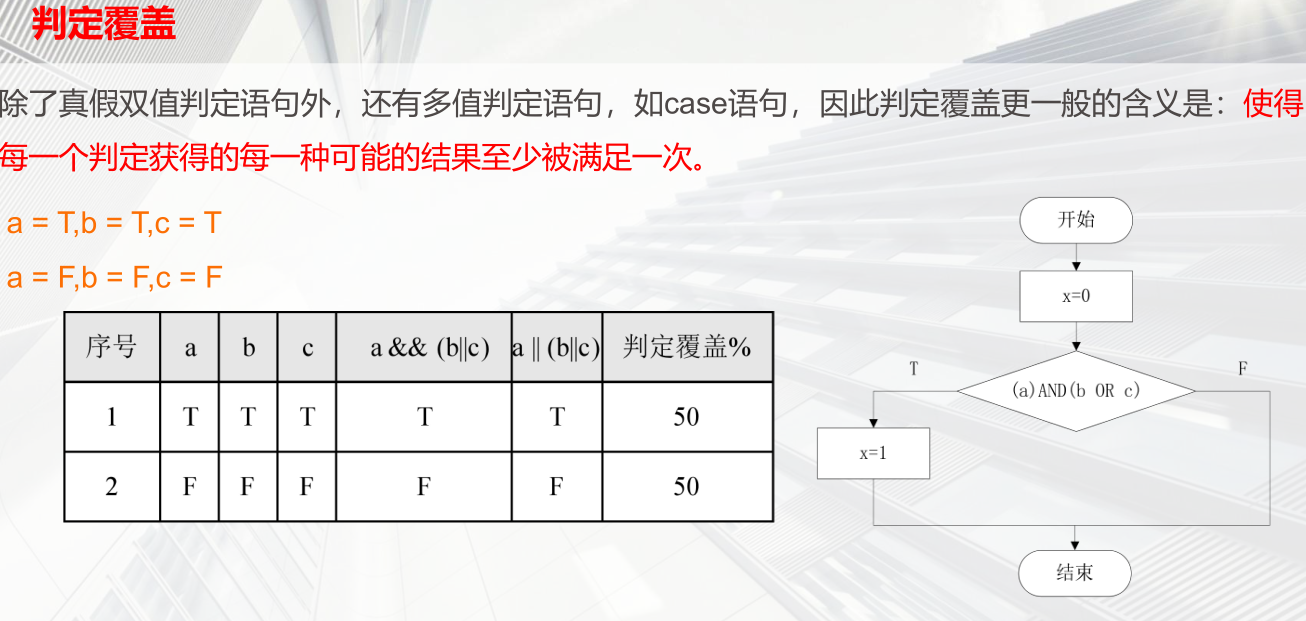 判定覆盖
除了真假双值判定语句外，还有多值判定语句，如case语句，因此判定覆盖更一般的含义是：使得
每一个判定获得的每一种可能的结果至少被满足一次。
a = T,b = T,c = T
a = F,b = F,c = F
序号 a b c a && (b||c) a || (b||c) 判定覆盖%
1 T T T T T 50
2 F F F F F 50
开始
x=0
T
F
(a)AND(b OR c)
x=1
结束